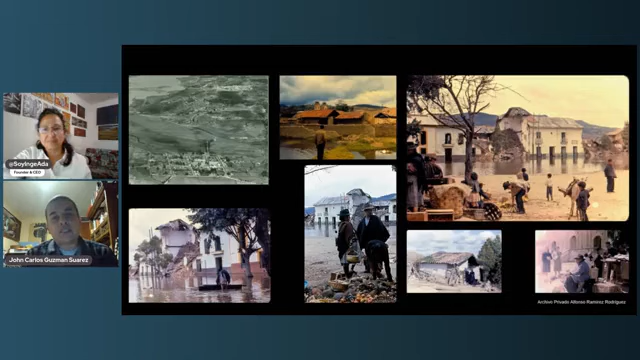 @SoyIngeAda
Founder & CEO
John Carlos Guzman Suarez
Archivo Privado Alfonso Ramirez Rodriguez